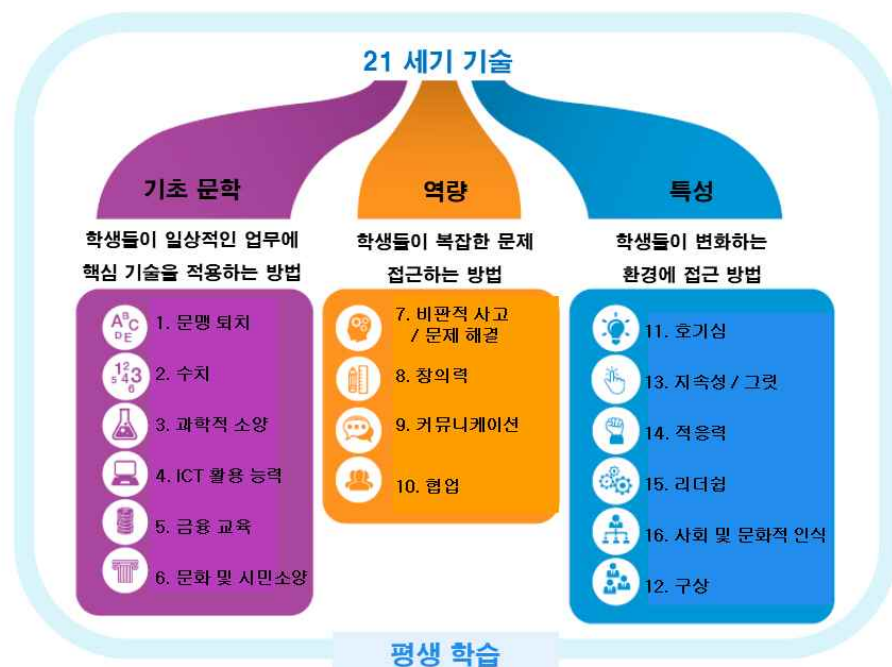 21 세기 기술
기초 문학
학생들이 일상적인 업무에
핵심 기술을 적용하는 방법
ABC
DE
1. 문맹 퇴치
123
543
6
2. 수치
3. 과학적 소양
4. ICT 활용 능력
5. 금융 교육
6. 문화 및 시민소양
역량
학생들이 복잡한 문제
접근하는 방법
7. 비판적 사고
/ 문제 해결
8. 창의력
9. 커뮤니케이션
10. 협업
특성
학생들이 변화하는
환경에 접근 방법
11. 호기심
13. 지속성 / 그릿
14. 적응력
15. 리더쉽
16. 사회 및 문화적 인식
12. 구상
평생 학습